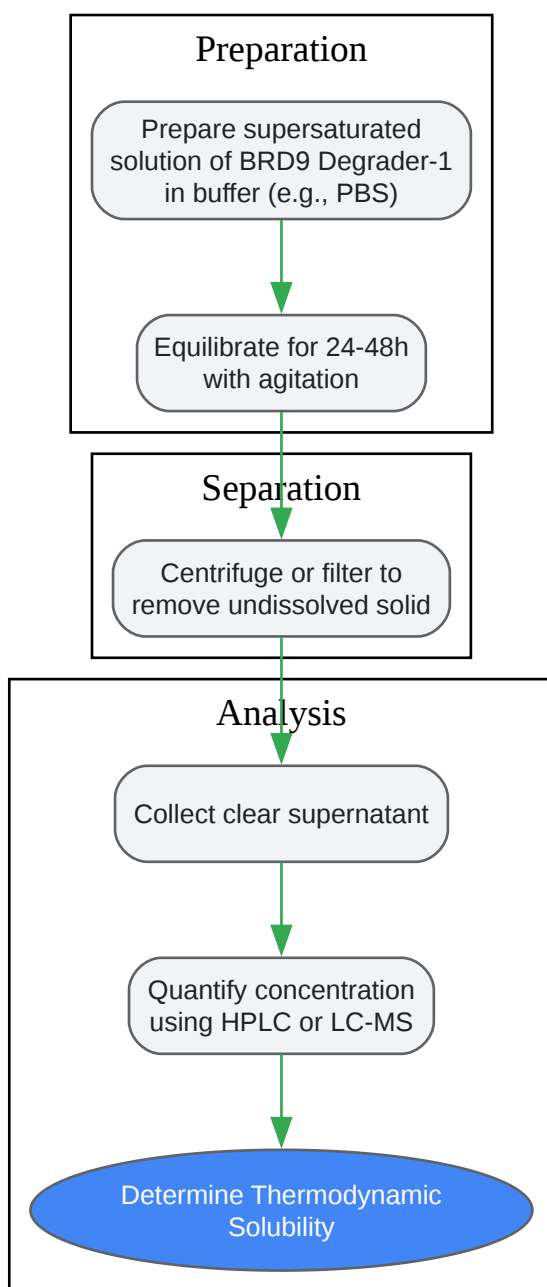 Preparation
Prepare supersaturated
solution of BRD9 Degrader-1
in buffer (e.g., PBS)
Equilibrate for 24-48h
with agitation
Separation
Centrifuge or filter to
remove undissolved solid
Analysis
Collect clear supernatant
Quantify concentration
using HPLC or LC-MS
Determine Thermodynamic
Solubility